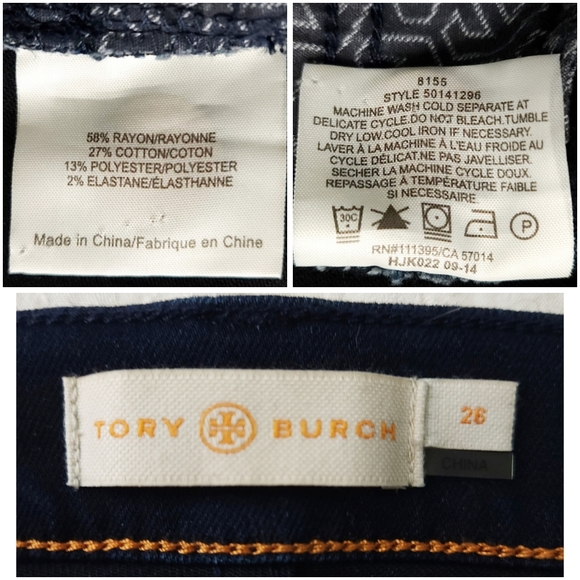 58% RAYON/RAYONNE
27% COTTON/COTON
13% POLYESTER/POLYESTER
2% ELASTANE/ÉLASTHANNE
Made in China/Fabrique en Chine
8155
STYLE 50141296
MACHINE WASH COLD SEPARATE AT
DELICATE CYCLE.DO NOT BLEACH.TUMBLE
DRY LOW.COOL IRON IF NECESSARY.
LAVER À LA MACHINE À L'EAU FROIDE AU
CYCLE DÉLICAT.NE PAS JAVELLISER.
SECHER LA MACHINE CYCLE DOUX.
REPASSAGE À TEMPÉRATURE FAIBLE
SI NECESSAIRE.
30C P
RN#111395/CA 57014
HJK022 09-14
TORY BURCH
26
CHINA